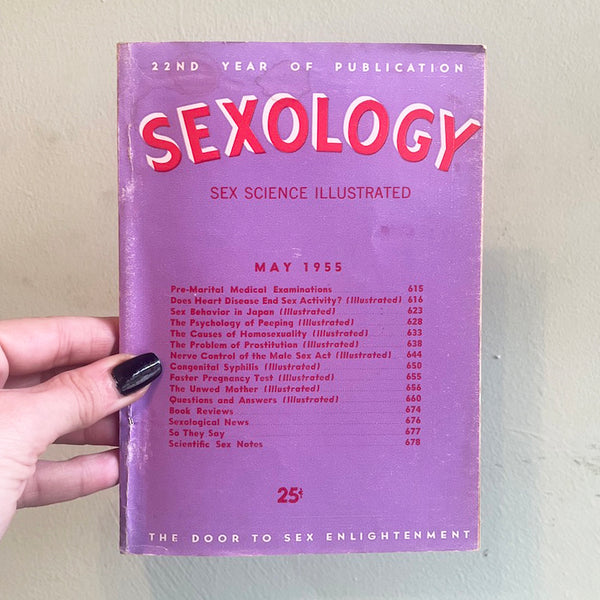 22ND YEAR OF PUBLICATION
SEXOLOGY
SEX SCIENCE ILLUSTRATED
MAY 1955
Pre-Marital Medical Examinations 615
Does Heart Disease End Sex Activity? (Illustrated) 616
Sex Behavior in Japan (Illustrated) 623
The Psychology of Peeping (Illustrated) 628
The Causes of Homosexuality (Illustrated) 633
The Problem of Prostitution (Illustrated) 638
Nerve Control of the Male Sex Act (Illustrated) 644
Congenital Syphilis (Illustrated) 650
Faster Pregnancy Test (Illustrated) 655
The Unwed Mother (Illustrated) 656
Questions and Answers (Illustrated) 660
Book Reviews 674
Sexological News 676
So They Say 677
Scientific Sex Notes 678
25¢
THE DOOR TO SEX ENLIGHTENMENT